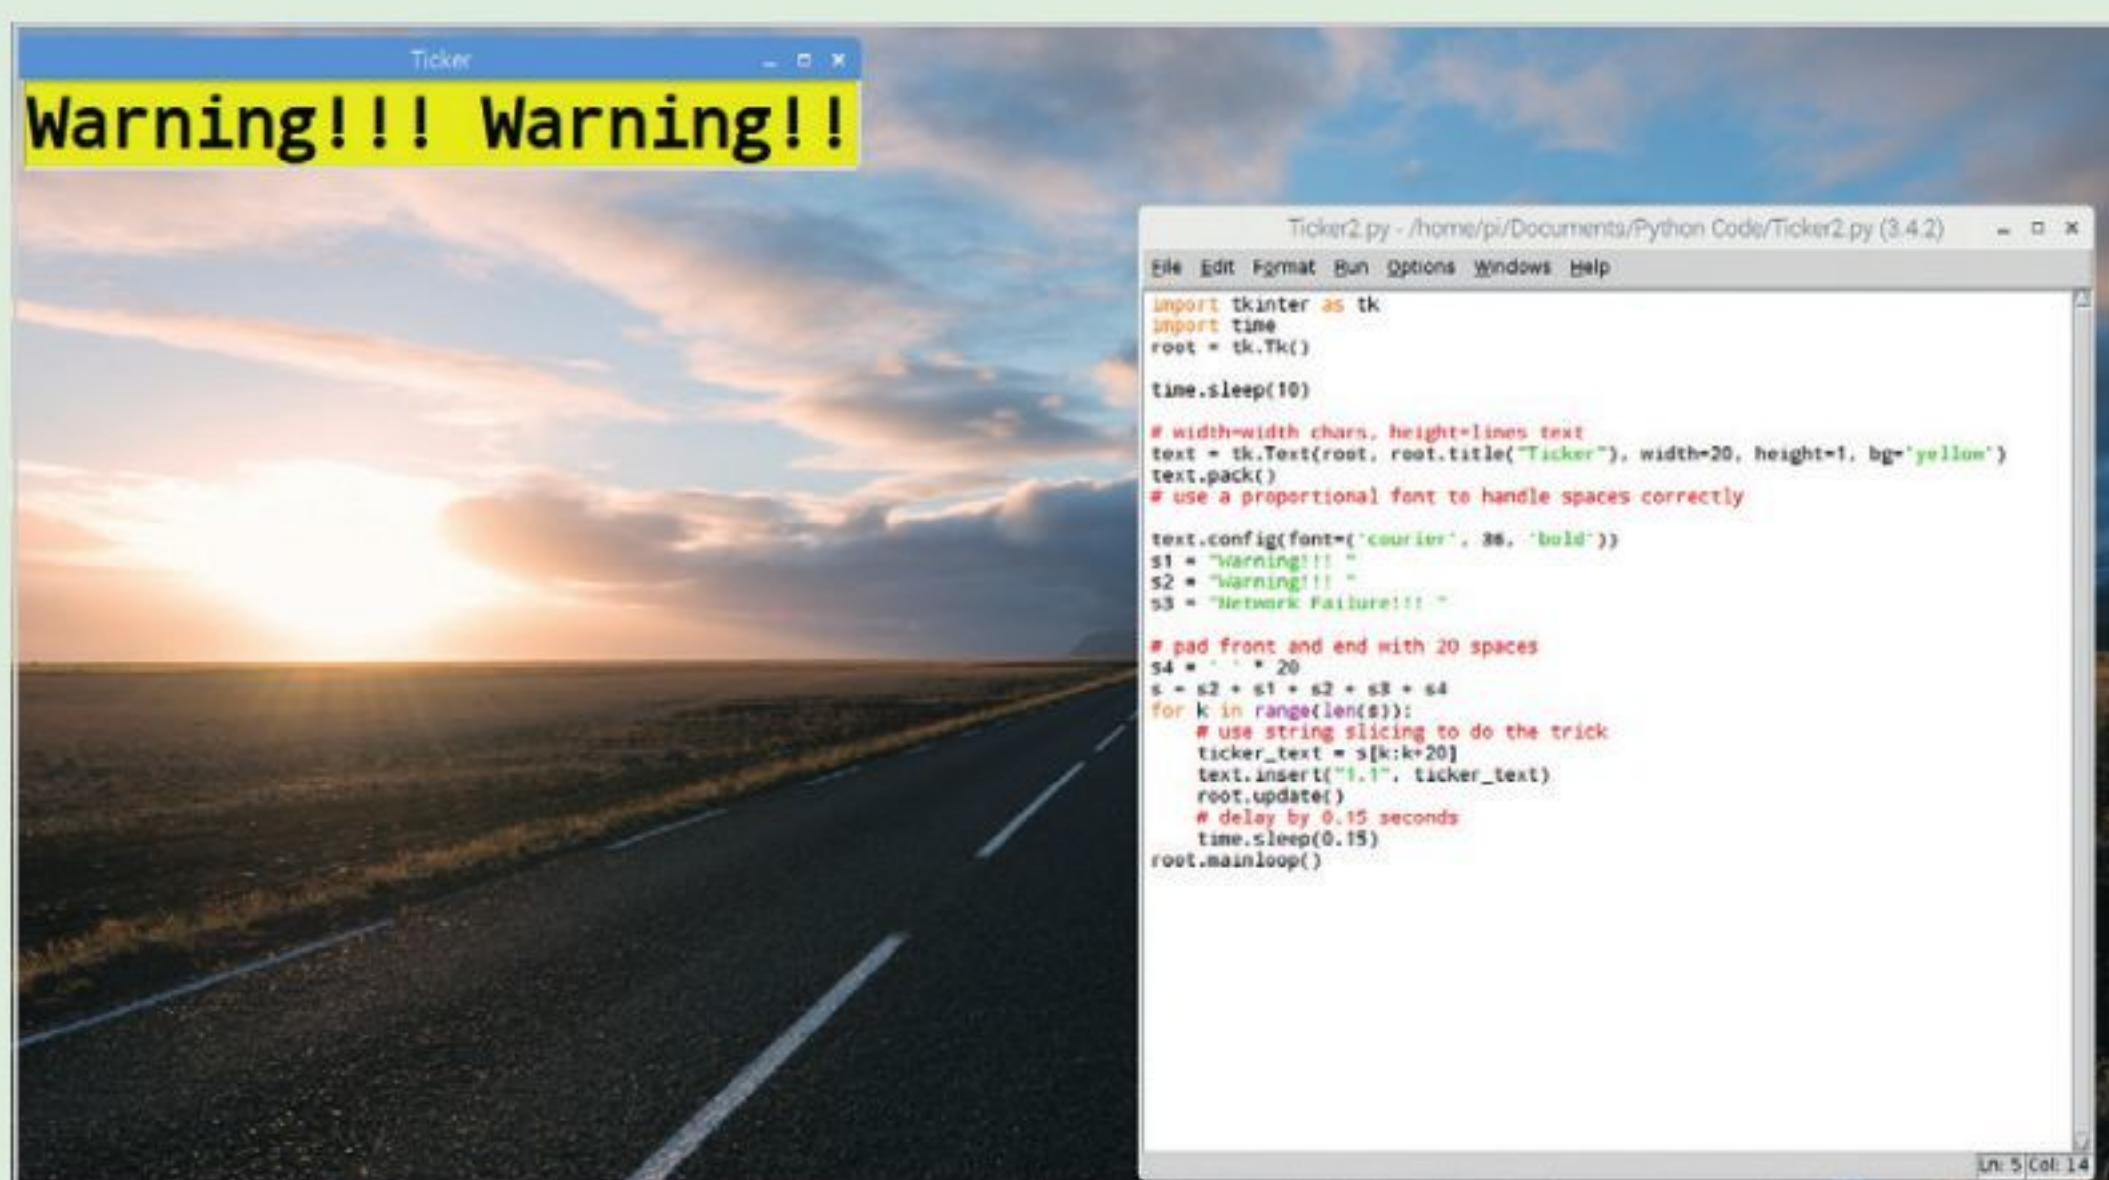 Ticker
Warning!!! Warning!!
Ticker2.py - /home/pi/Documents/Python Code/Ticker2.py (3.4.2)
File Edit Format Run Options Windows Help
import tkinter as tk
import time
root = tk.Tk()
time.sleep(10)
# width=width chars, height=lines text
text = tk.Text(root, root.title("Ticker"), width=20, height=1, bg='yellow')
text.pack()
# use a proportional font to handle spaces correctly
text.config(font=('courier', 36, 'bold'))
s1 = "Warning!!! "
s2 = "Warning!!! "
s3 = "Network Failure!!! "
# pad front and end with 20 spaces
s4 = ' ' * 20
s = s2 + s1 + s2 + s3 + s4
for k in range(len(s)):
    # use string slicing to do the trick
    ticker_text = s[k:k+20]
    text.insert("1.1", ticker_text)
    root.update()
    # delay by 0.15 seconds
    time.sleep(0.15)
root.mainloop()
Ln: 5 Col: 14